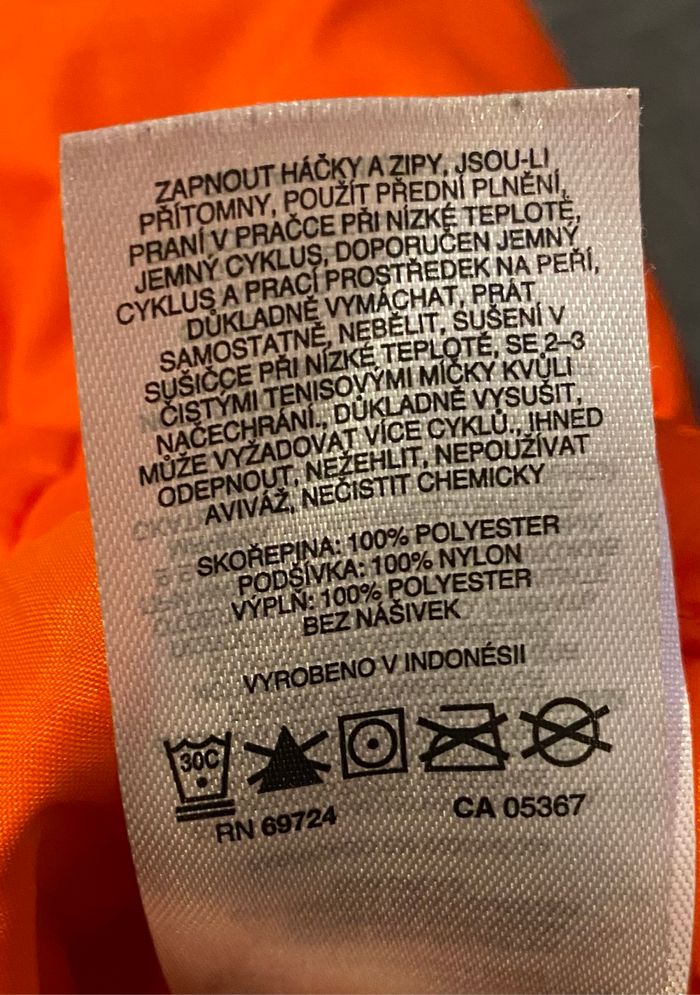 ZAPNOUT HÁČKY A ZIPY, JSOU-LI
PŘÍTOMNY, POUŽÍT PŘEDNÍ PLNĚNÍ,
PRANÍ V PRAČCE PŘI NÍZKÉ TEPLOTĚ,
JEMNÝ CYKLUS, DOPORUČEN JEMNÝ
CYKLUS A PRACÍ PROSTŘEDEK NA PEŘÍ,
DŮKLADNĚ VYMÁCHAT, PRÁT
SAMOSTATNĚ, NEBĚLIT, SUŠENÍ V
SUŠIČCE PŘI NÍZKÉ TEPLOTĚ, SE 2–3
ČISTÝMI TENISOVÝMI MÍČKY KVŮLI
NAČECHRÁNÍ., DŮKLADNĚ VYSUŠIT,
MŮŽE VYŽADOVAT VÍCE CYKLŮ., IHNED
ODEPNOUT, NEŽEHLIT, NEPOUŽÍVAT
AVIVÁŽ, NEČISTIT CHEMICKY
SKOŘEPINA: 100% POLYESTER
PODŠÍVKA: 100% NYLON
VÝPLŇ: 100% POLYESTER
BEZ NÁŠIVEK
VYROBENO V INDONÉSII
30C
RN 69724 CA 05367